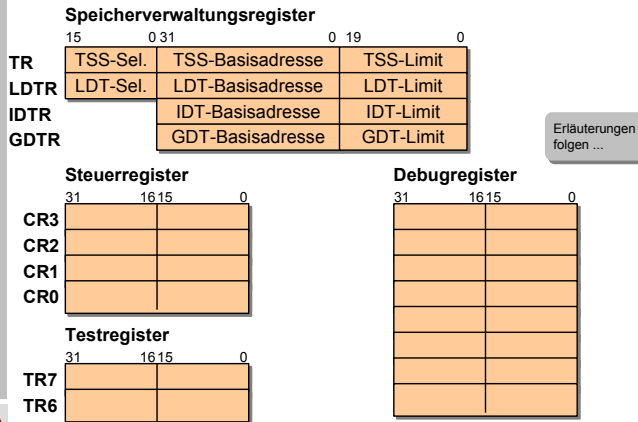 Speicherverwaltungsregister
15 0 31 0 19 0
TR TSS-Sel. TSS-Basisadresse TSS-Limit
LDTR LDT-Sel. LDT-Basisadresse LDT-Limit
IDTR IDT-Basisadresse IDT-Limit
GDTR GDT-Basisadresse GDT-Limit
Erläuterungen
folgen ...
Steuerregister
31 16 15 0
CR3
CR2
CR1
CR0
Debugregister
31 16 15 0
Testregister
31 16 15 0
TR7
TR6